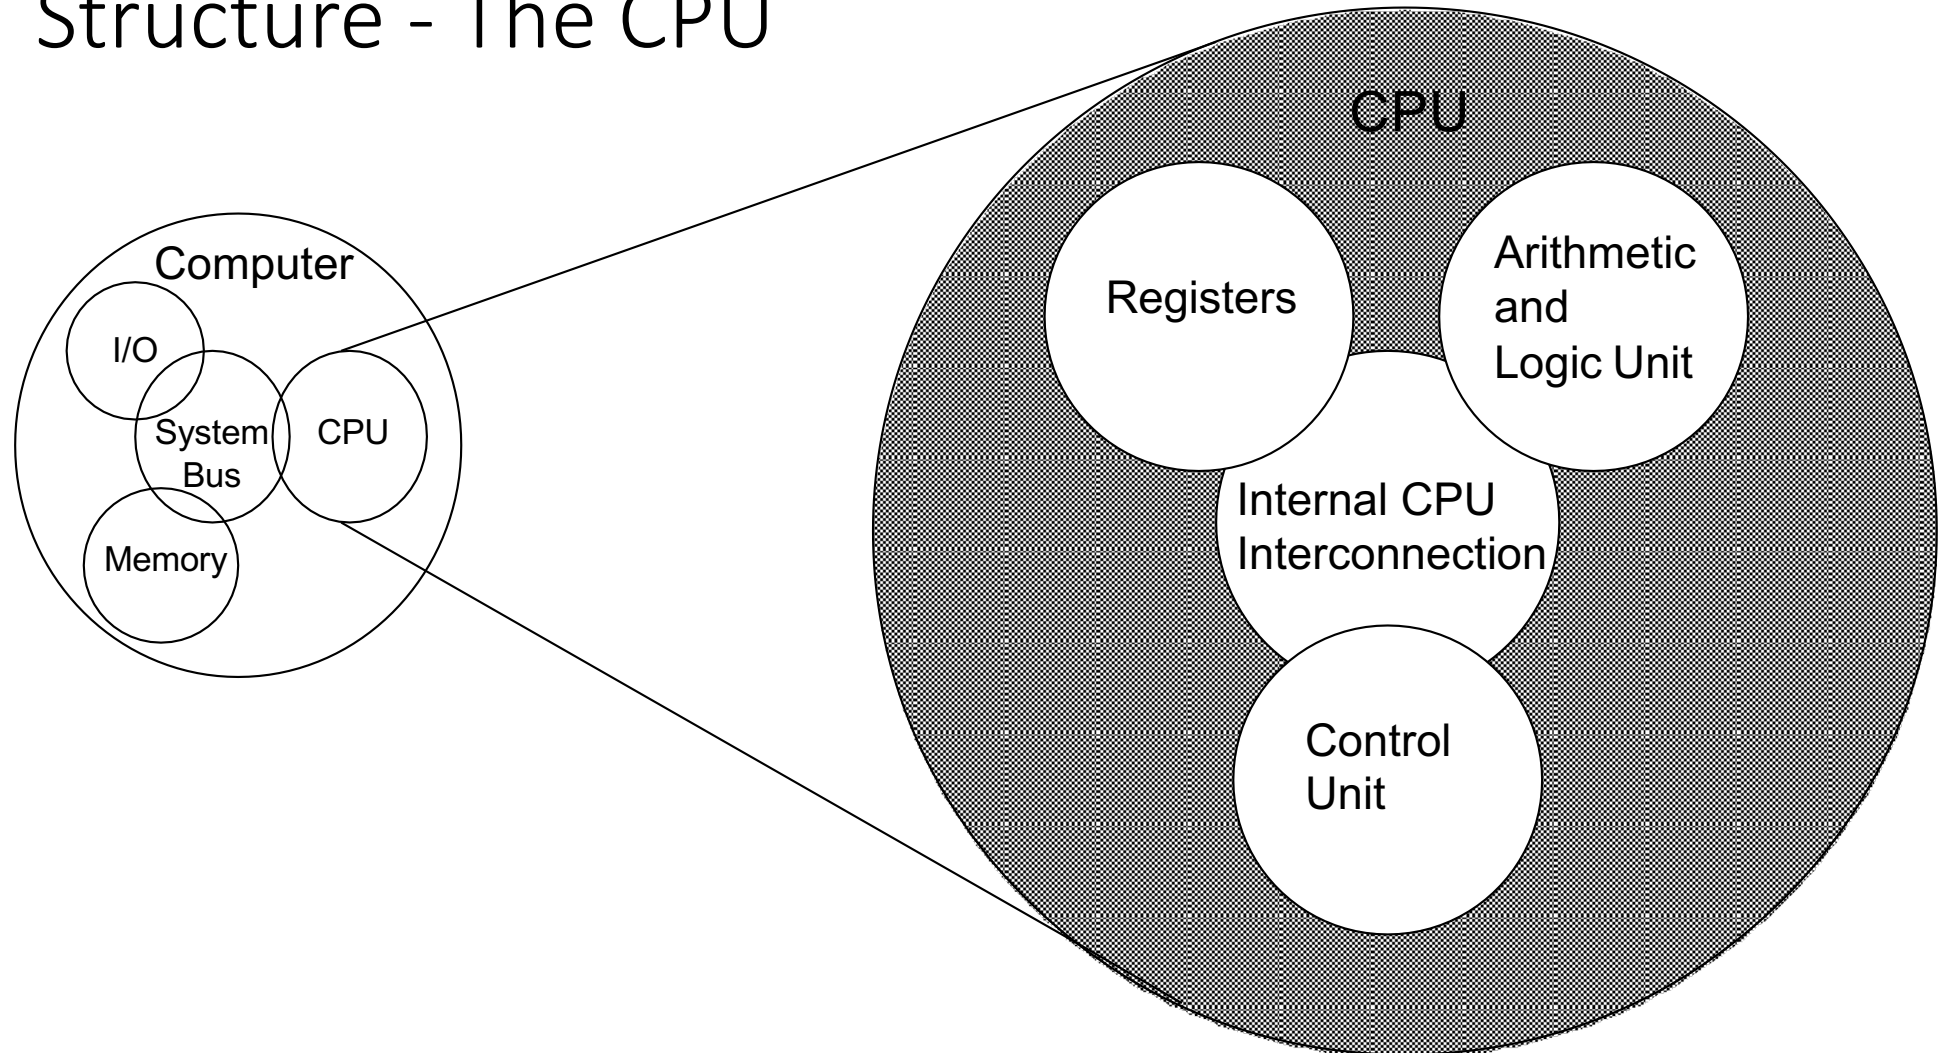 Structure - The CPU
CPU
Computer
I/O
System
Bus
CPU
Memory
Registers
Arithmetic
and
Logic Unit
Internal CPU
Interconnection
Control
Unit